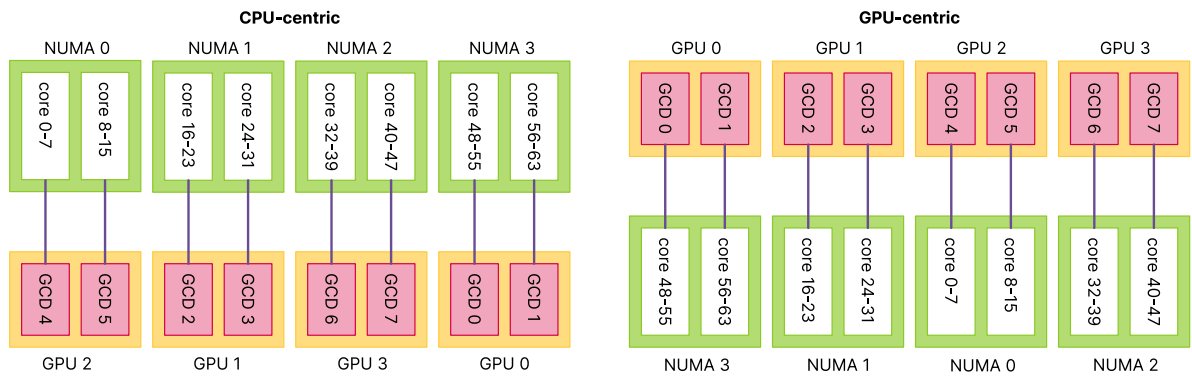 CPU-centric
NUMA 0
NUMA 1
NUMA 2
NUMA 3
core 0-7
core 8-15
core 16-23
core 24-31
core 32-39
core 40-47
core 48-55
core 56-63
GCD 4
GCD 5
GCD 2
GCD 3
GCD 6
GCD 7
GCD 0
GCD 1
GPU 2
GPU 1
GPU 3
GPU 0
GPU-centric
GPU 0
GPU 1
GPU 2
GPU 3
GCD 0
GCD 1
GCD 2
GCD 3
GCD 4
GCD 5
GCD 6
GCD 7
core 48-55
core 56-63
core 16-23
core 24-31
core 0-7
core 8-15
core 32-39
core 40-47
NUMA 3
NUMA 1
NUMA 0
NUMA 2